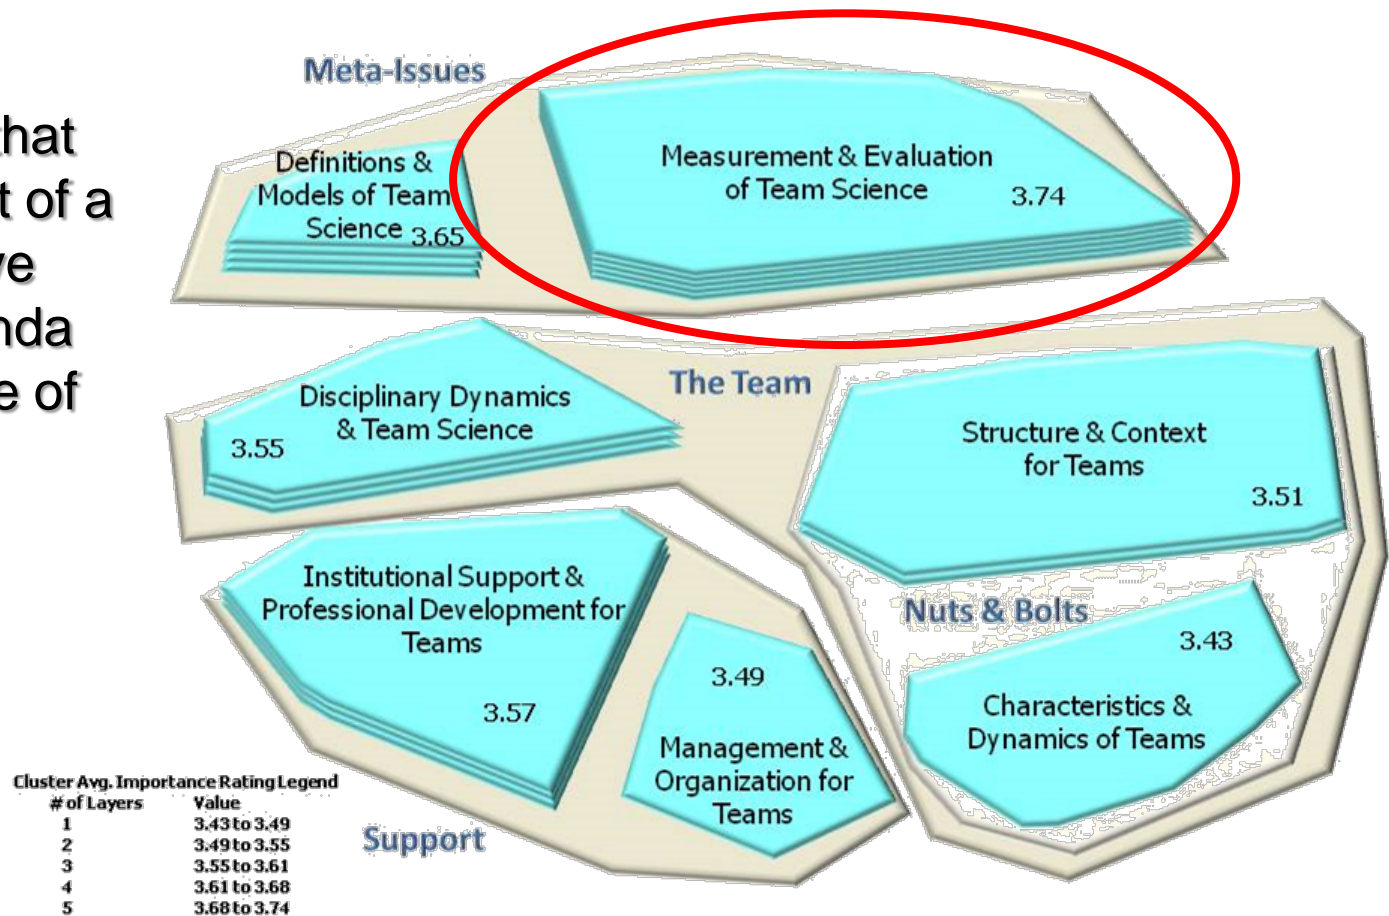 that
t of a
ve
nda
e of
Meta-Issues
Definitions &
Models of Team
Science 3.65
Measurement & Evaluation
of Team Science
3.74
The Team
Disciplinary Dynamics
& Team Science
3.55
Structure & Context
for Teams
3.51
Institutional Support &
Professional Development for
Teams
3.57
Nuts & Bolts
3.43
Characteristics &
Dynamics of Teams
3.49
Management &
Organization for
Teams
Support
Cluster Avg. Importance Rating Legend
# of Layers Value
1 3.43 to 3.49
2 3.49 to 3.55
3 3.55 to 3.61
4 3.61 to 3.68
5 3.68 to 3.74